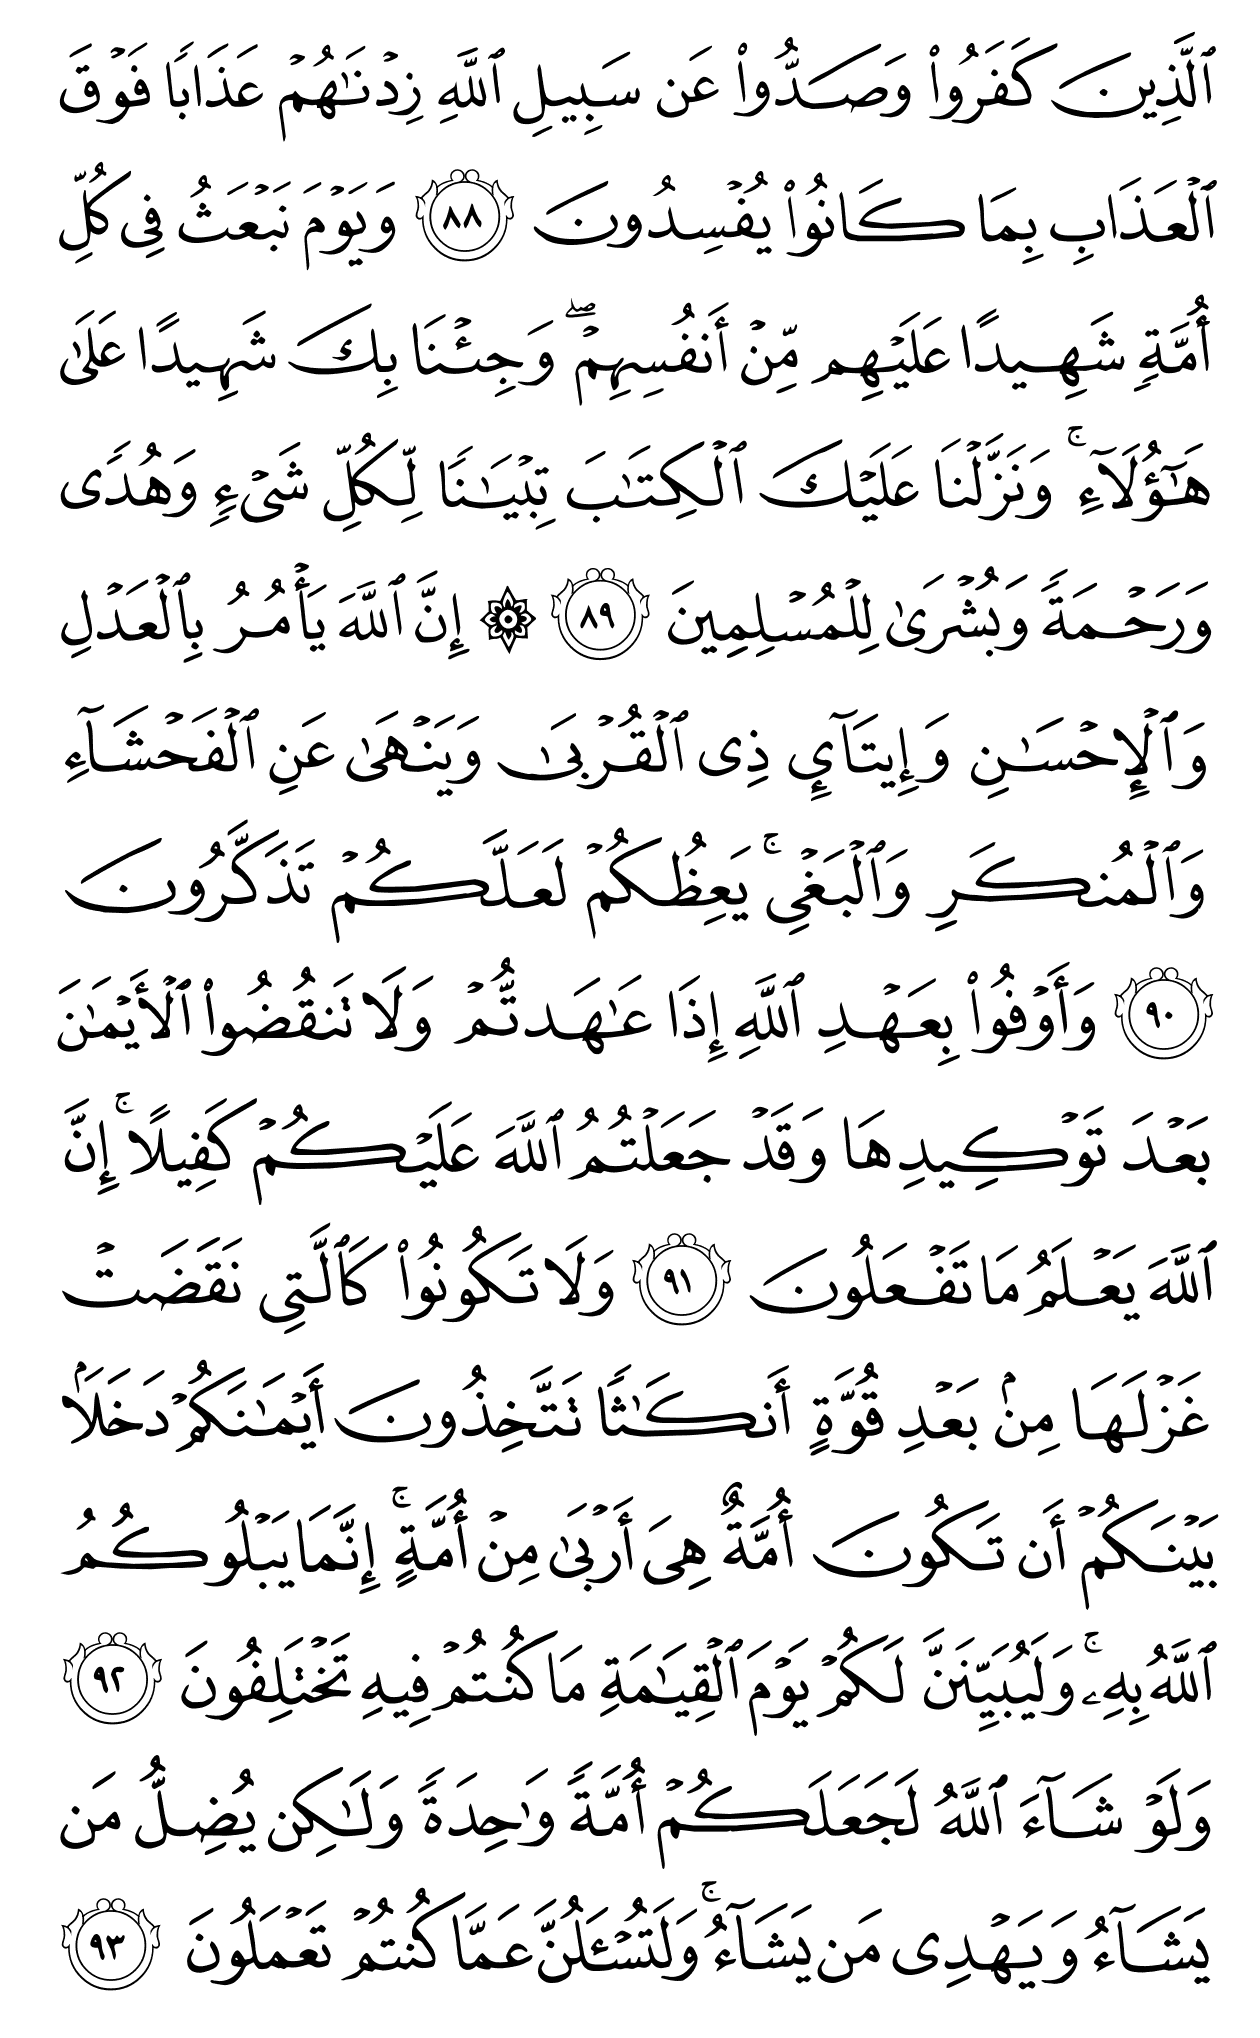 ٱلَّذِينَ كَفَرُوا۟ وَصَدُّوا۟ عَن سَبِيلِ ٱللَّهِ زِدْنَـٰهُمْ عَذَابًا فَوْقَ
ٱلْعَذَابِ بِمَا كَانُوا۟ يُفْسِدُونَ ٨٨ وَيَوْمَ نَبْعَثُ فِى كُلِّ
أُمَّةٍ شَهِيدًا عَلَيْهِم مِّنْ أَنفُسِهِمْ ۖ وَجِئْنَا بِكَ شَهِيدًا عَلَىٰ
هَـٰٓؤُلَآءِ ۚ وَنَزَّلْنَا عَلَيْكَ ٱلْكِتَـٰبَ تِبْيَـٰنًا لِّكُلِّ شَىْءٍ وَهُدًى
وَرَحْمَةً وَبُشْرَىٰ لِلْمُسْلِمِينَ ٨٩ ۞ إِنَّ ٱللَّهَ يَأْمُرُ بِٱلْعَدْلِ
وَٱلْإِحْسَـٰنِ وَإِيتَآئِ ذِى ٱلْقُرْبَىٰ وَيَنْهَىٰ عَنِ ٱلْفَحْشَآءِ
وَٱلْمُنكَرِ وَٱلْبَغْىِ ۚ يَعِظُكُمْ لَعَلَّكُمْ تَذَكَّرُونَ
٩٠ وَأَوْفُوا۟ بِعَهْدِ ٱللَّهِ إِذَا عَـٰهَدتُّمْ وَلَا تَنقُضُوا۟ ٱلْأَيْمَـٰنَ
بَعْدَ تَوْكِيدِهَا وَقَدْ جَعَلْتُمُ ٱللَّهَ عَلَيْكُمْ كَفِيلًا ۚ إِنَّ
ٱللَّهَ يَعْلَمُ مَا تَفْعَلُونَ ٩١ وَلَا تَكُونُوا۟ كَٱلَّتِى نَقَضَتْ
غَزْلَهَا مِنۢ بَعْدِ قُوَّةٍ أَنكَـٰثًا تَتَّخِذُونَ أَيْمَـٰنَكُمْ دَخَلًۢا
بَيْنَكُمْ أَن تَكُونَ أُمَّةٌ هِىَ أَرْبَىٰ مِنْ أُمَّةٍ ۚ إِنَّمَا يَبْلُوكُمُ
ٱللَّهُ بِهِۦ ۚ وَلَيُبَيِّنَنَّ لَكُمْ يَوْمَ ٱلْقِيَـٰمَةِ مَا كُنتُمْ فِيهِ تَخْتَلِفُونَ ٩٢
وَلَوْ شَآءَ ٱللَّهُ لَجَعَلَكُمْ أُمَّةً وَٰحِدَةً وَلَـٰكِن يُضِلُّ مَن
يَشَآءُ وَيَهْدِى مَن يَشَآءُ ۚ وَلَتُسْـَٔلُنَّ عَمَّا كُنتُمْ تَعْمَلُونَ ٩٣